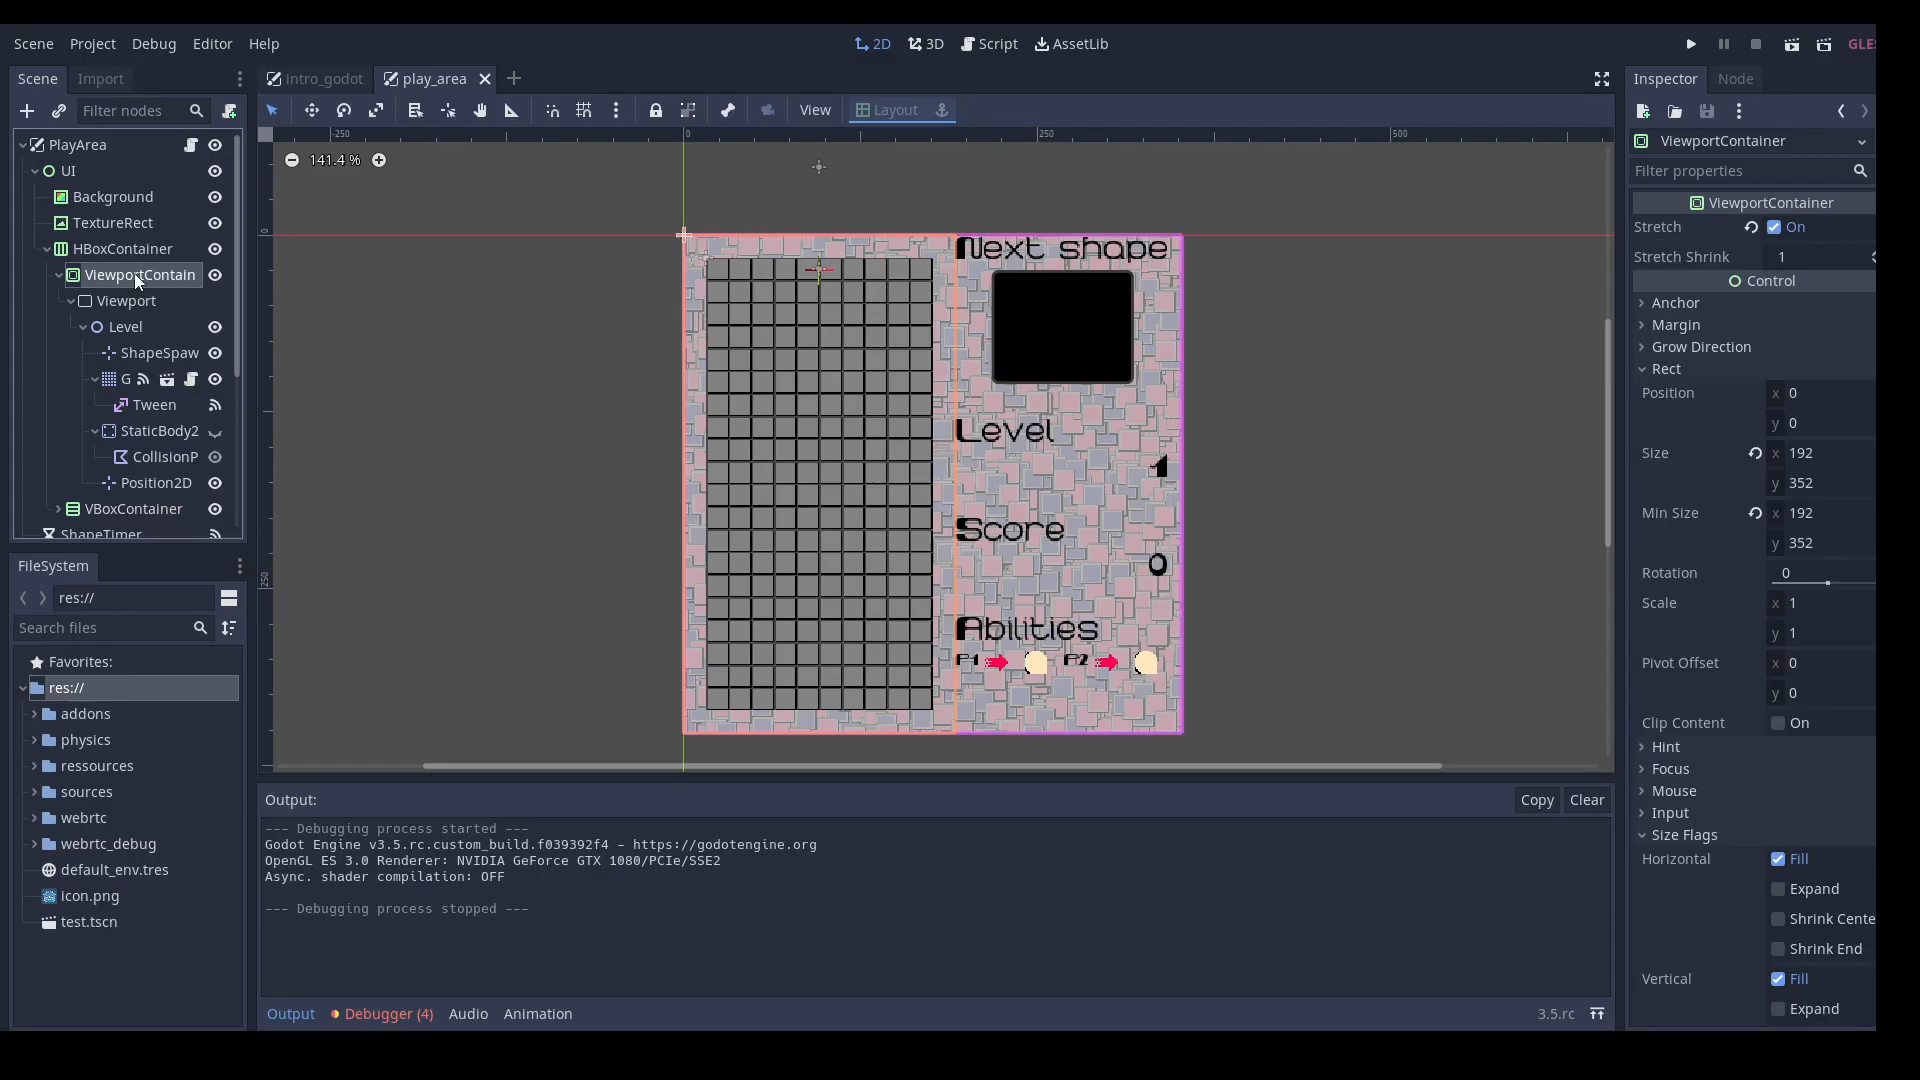 Scene Project Debug Editor Help 2D 3D Script AssetLib
Scene Import intro_godot play_area Inspector Node
Filter nodes View Layout
-250 0 250 500
141.4 %
PlayArea
UI
Background
TextureRect
HBoxContainer
ViewportContain
Viewport
Level
ShapeSpaw
G
Tween
StaticBody2
CollisionP
Position2D
VBoxContainer
ShapeTimer
0
250
Next shape
Level
1
Score
0
Abilities
FileSystem
res://
Search files
Favorites:
res://
addons
physics
ressources
sources
webrtc
webrtc_debug
default_env.tres
icon.png
test.tscn
Output: Copy Clear
--- Debugging process started ---
Godot Engine v3.5.rc.custom_build.f039392f4 - https://godotengine.org
OpenGL ES 3.0 Renderer: NVIDIA GeForce GTX 1080/PCIe/SSE2
Async. shader compilation: OFF
--- Debugging process stopped ---
Output Debugger (4) Audio Animation 3.5.rc
ViewportContainer
Filter properties
ViewportContainer
Stretch On
Stretch Shrink 1
Control
Anchor
Margin
Grow Direction
Rect
Position x 0
y 0
Size x 192
y 352
Min Size x 192
y 352
Rotation 0
Scale x 1
y 1
Pivot Offset x 0
y 0
Clip Content On
Hint
Focus
Mouse
Input
Size Flags
Horizontal Fill
Expand
Shrink Cente
Shrink End
Vertical Fill
Expand